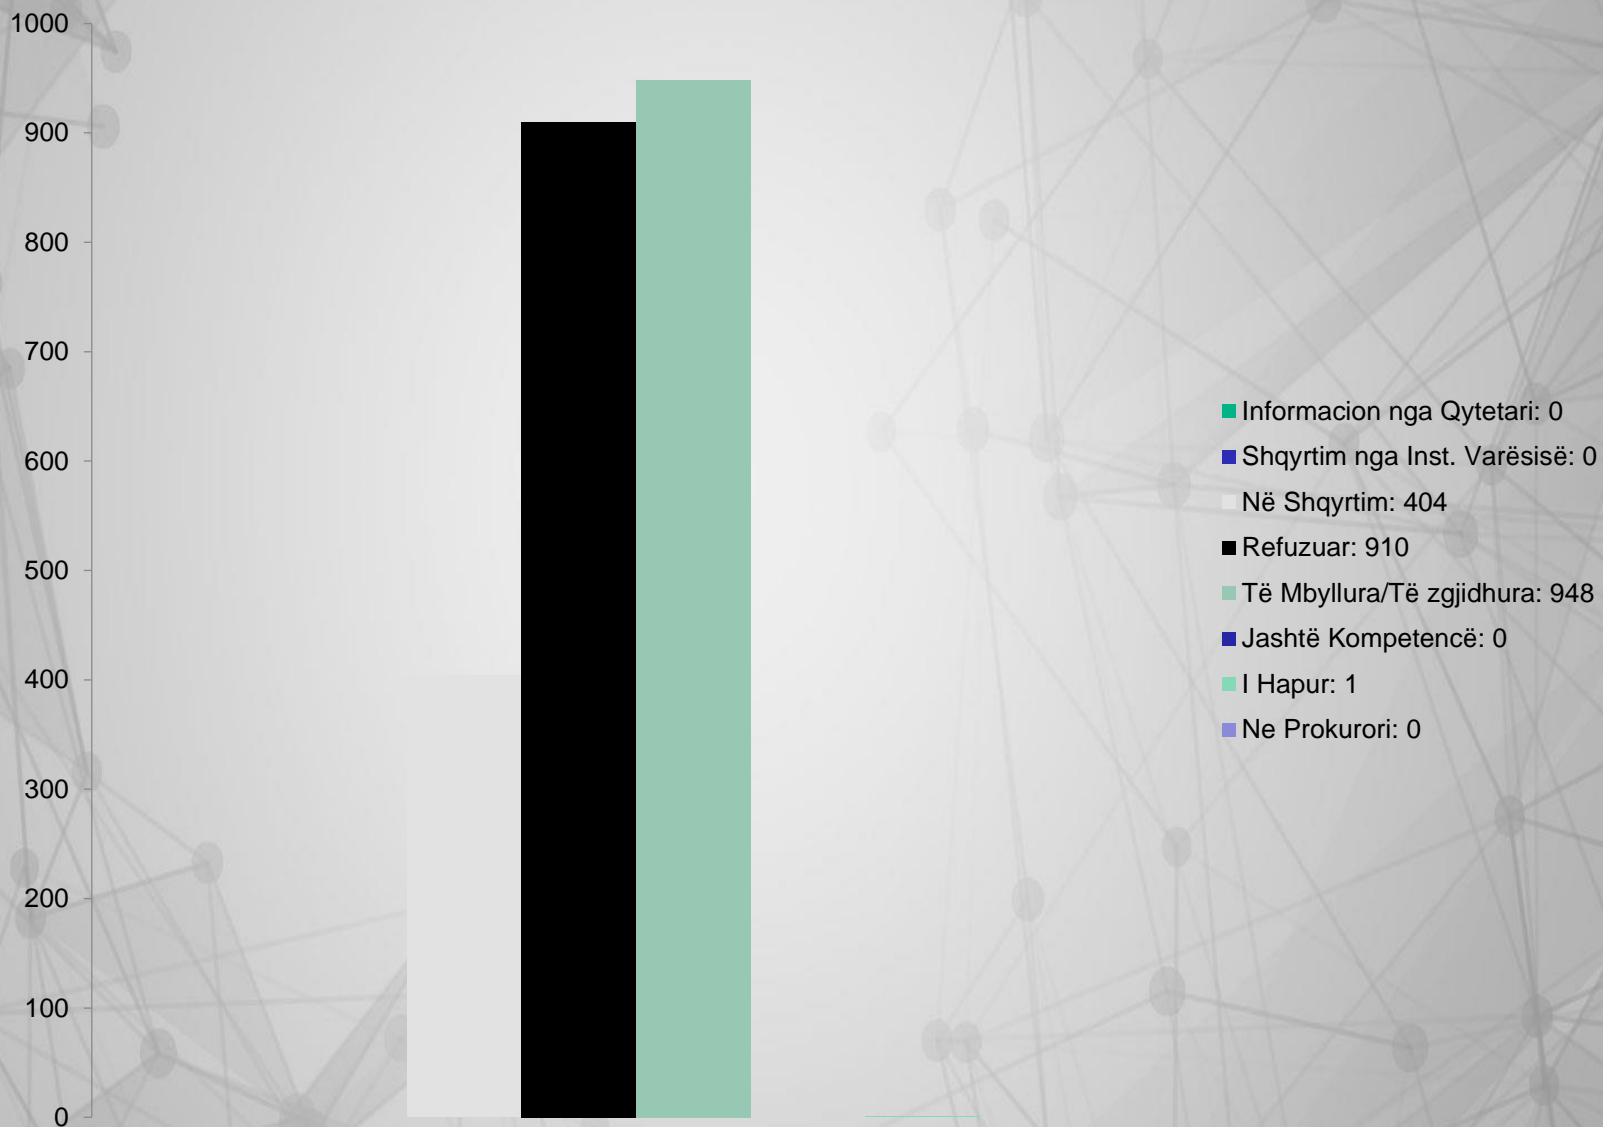 1000
900
800
700
600
500
400
300
200
100
0
Informacion nga Qytetari: 0
Shqyrtim nga Inst. Varësisë: 0
Në Shqyrtim: 404
Refuzuar: 910
Të Mbyllura/Të zgjidhura: 948
Jashtë Kompetencë: 0
I Hapur: 1
Ne Prokurori: 0